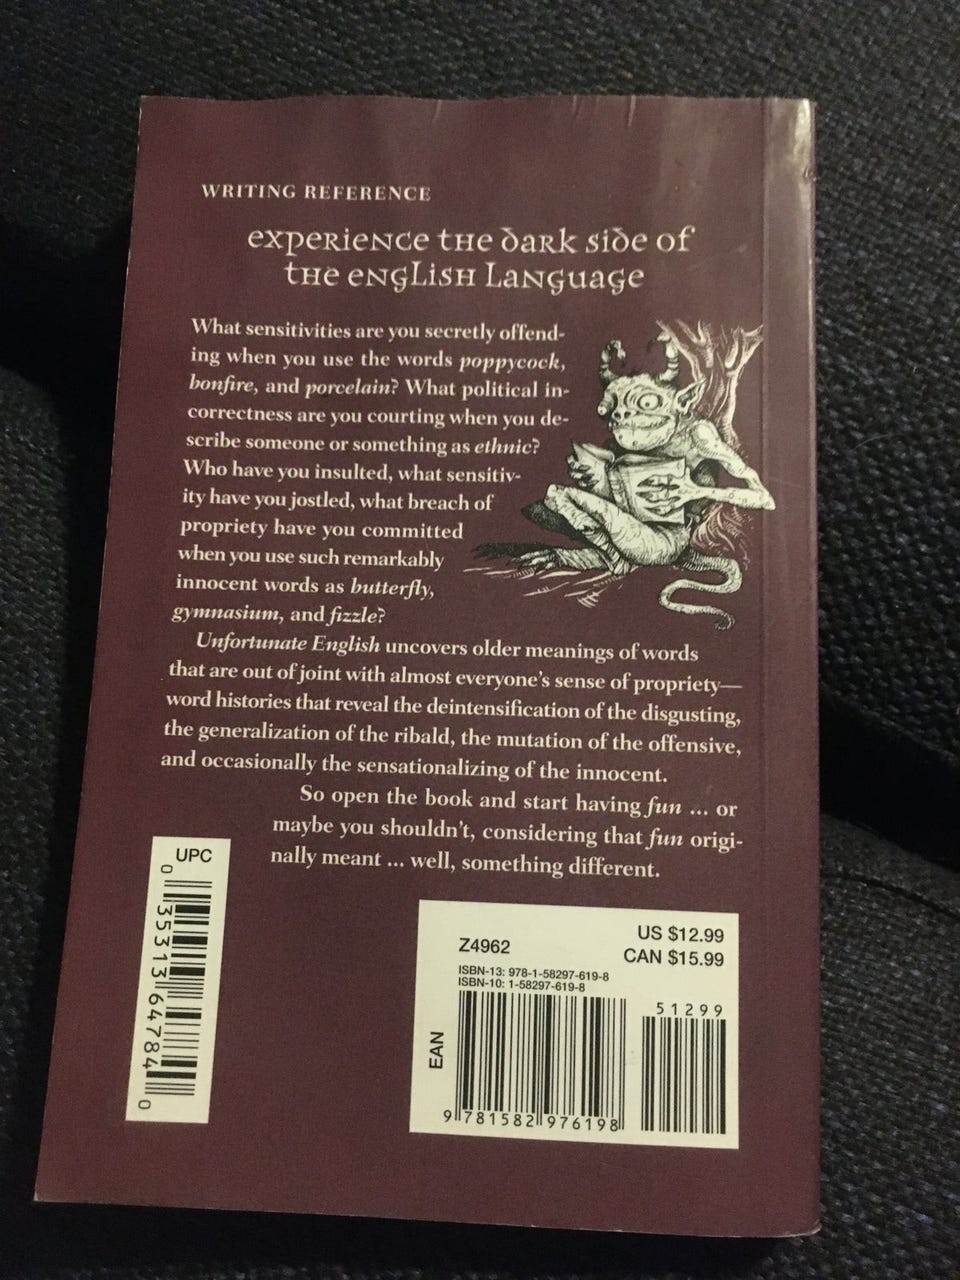 WRITING REFERENCE
experience the dark side of
the english language
What sensitivities are you secretly offend-
ing when you use the words poppycock,
bonfire, and porcelain? What political in-
correctness are you courting when you de-
scribe someone or something as ethnic?
Who have you insulted, what sensitiv-
ity have you jostled, what breach of
propriety have you committed
when you use such remarkably
innocent words as butterfly,
gymnasium, and fizzle?
Unfortunate English uncovers older meanings of words
that are out of joint with almost everyone's sense of propriety—
word histories that reveal the deintensification of the disgusting,
the generalization of the ribald, the mutation of the offensive,
and occasionally the sensationalizing of the innocent.
So open the book and start having fun ... or
maybe you shouldn't, considering that fun origi-
nally meant ... well, something different.
UPC
0 35313 64784 0
US $12.99
Z4962
CAN $15.99
ISBN-13: 978-1-58297-619-8
ISBN-10: 1-58297-619-8
51299
EAN
9 781582 976198